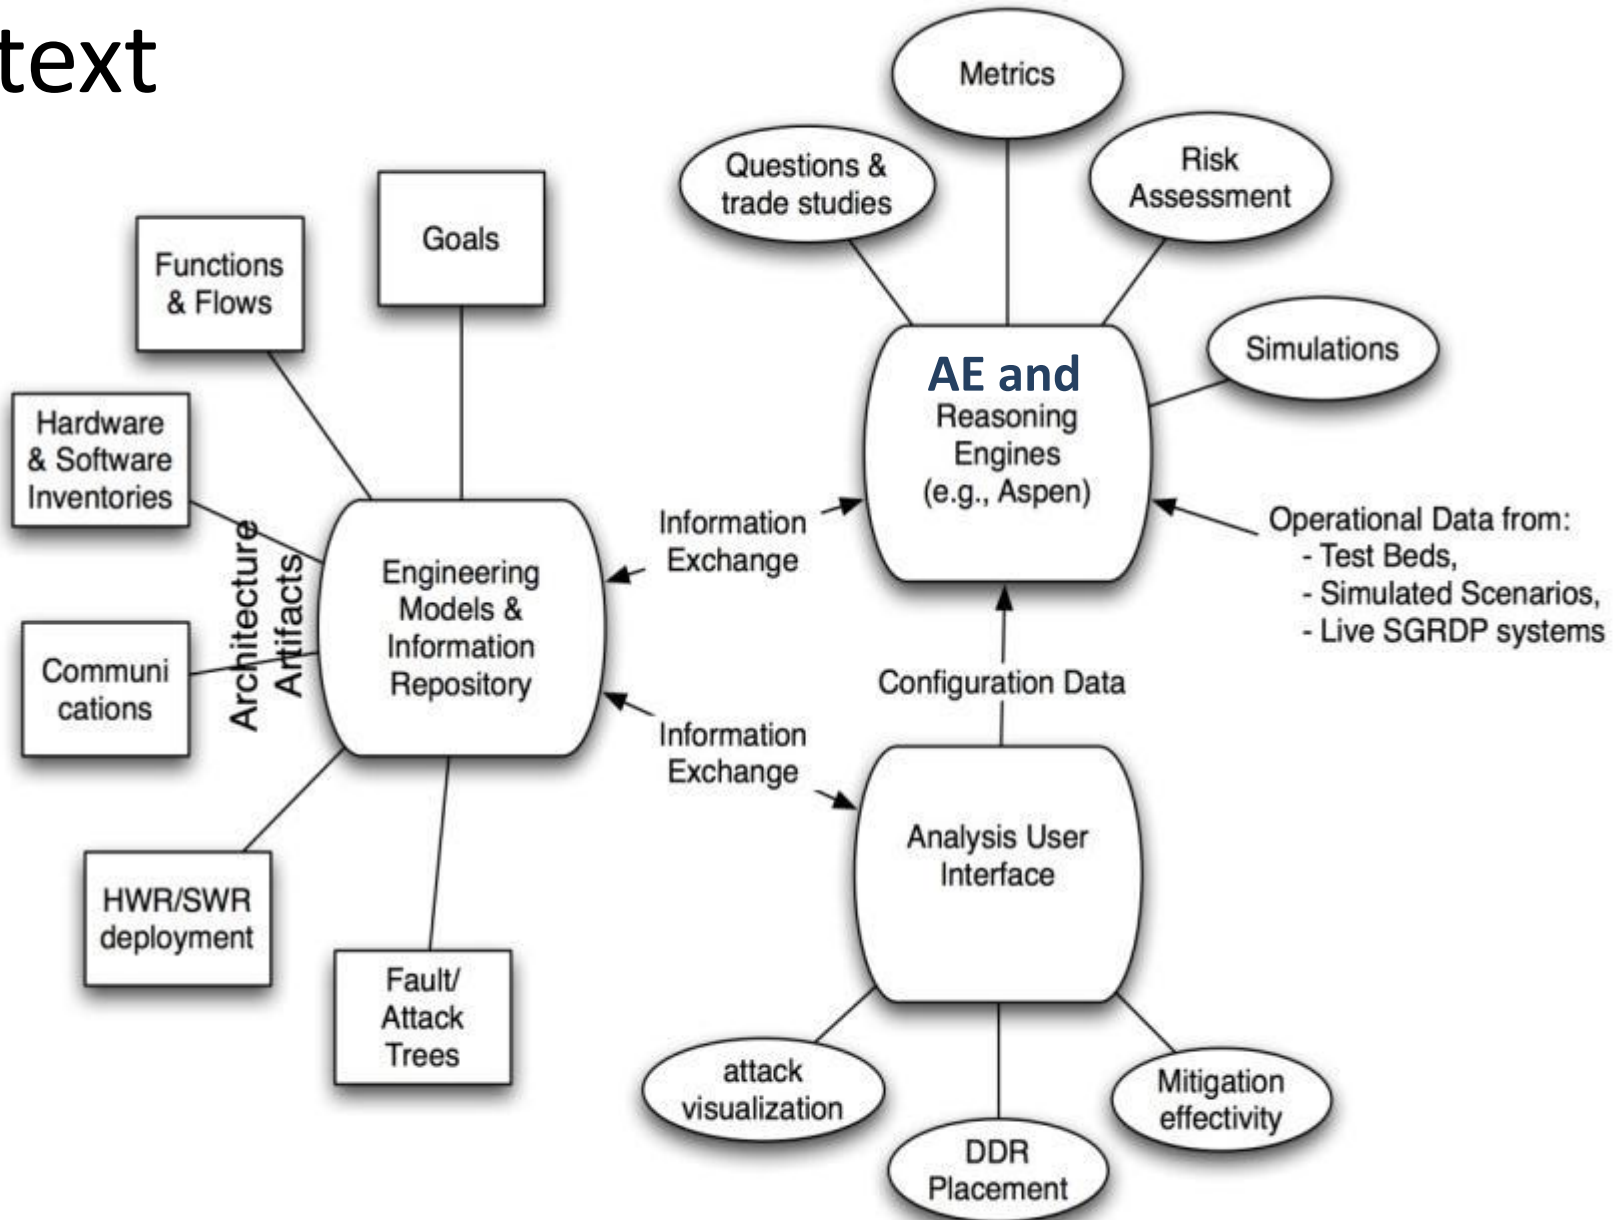 text
Metrics
Questions &
trade studies
Risk
Assessment
Simulations
Goals
Functions
& Flows
Hardware
& Software
Inventories
Architecture
Artifacts
Communi
cations
HWR/SWR
deployment
Fault/
Attack
Trees
Engineering
Models &
Information
Repository
Information
Exchange
Information
Exchange
AE and
Reasoning
Engines
(e.g., Aspen)
Operational Data from:
- Test Beds,
- Simulated Scenarios,
- Live SGRDP systems
Configuration Data
Analysis User
Interface
attack
visualization
DDR
Placement
Mitigation
effectivity